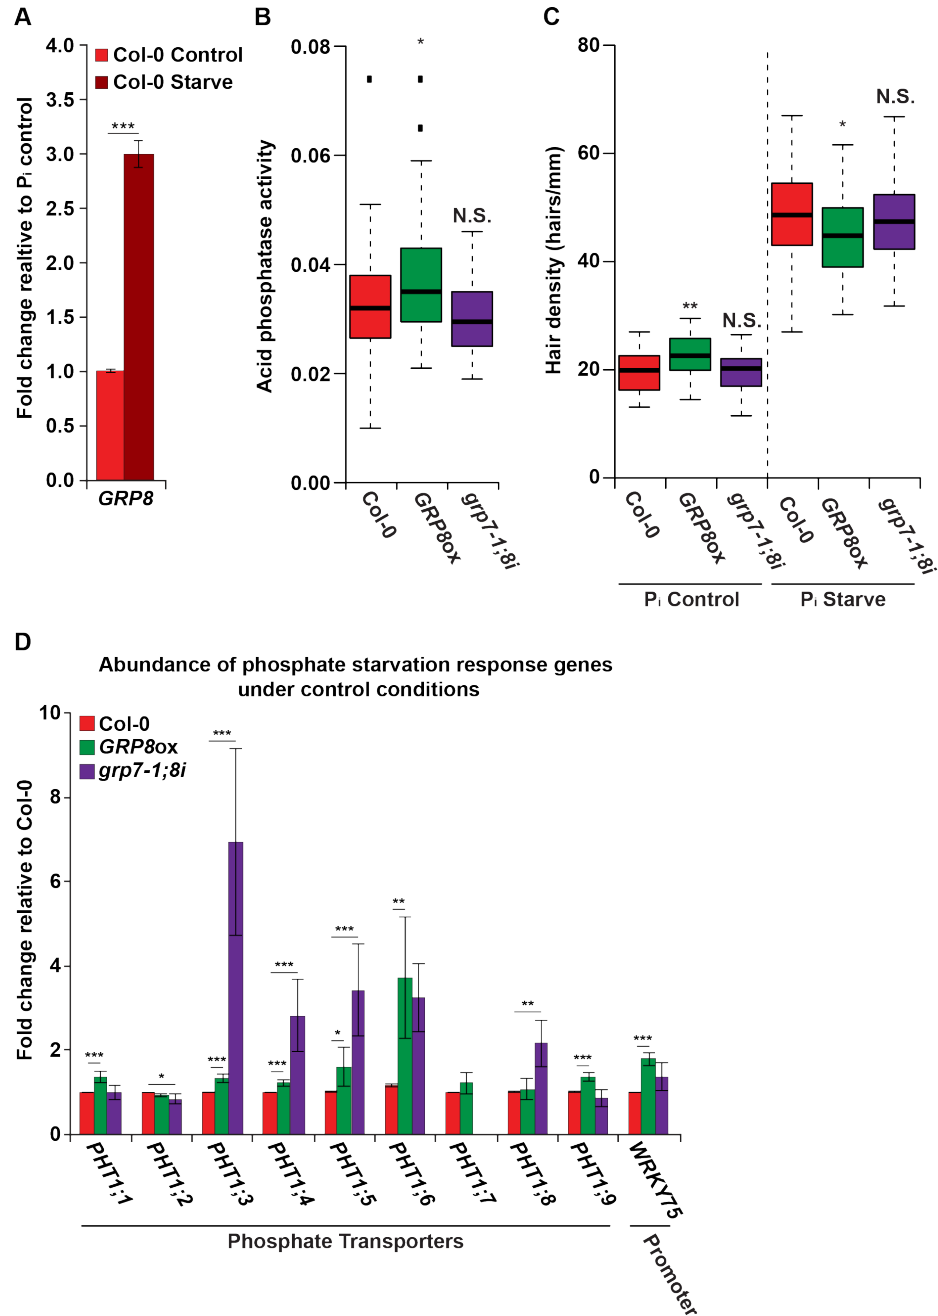 A
Fold change realtive to Pi control
4.0
3.5
3.0
2.5
2.0
1.5
1.0
0.5
0.0
Col-0 Control
Col-0 Starve
***
GRP8
B
Acid phosphatase activity
0.08
0.06
0.04
0.02
0.00
*
N.S.
Col-0
GRP8ox
grp7-1;8i
C
Hair density (hairs/mm)
80
60
40
20
0
**
N.S.
*
N.S.
Col-0
GRP8ox
grp7-1;8i
Col-0
GRP8ox
grp7-1;8i
Pi Control
Pi Starve
D
Abundance of phosphate starvation response genes
under control conditions
Fold change relative to Col-0
10
8
6
4
2
0
Col-0
GRP8ox
grp7-1;8i
***
*
***
***
***
***
*
***
**
**
***
***
PHT1;1
PHT1;2
PHT1;3
PHT1;4
PHT1;5
PHT1;6
PHT1;7
PHT1;8
PHT1;9
WRKY75
Phosphate Transporters
Promoter